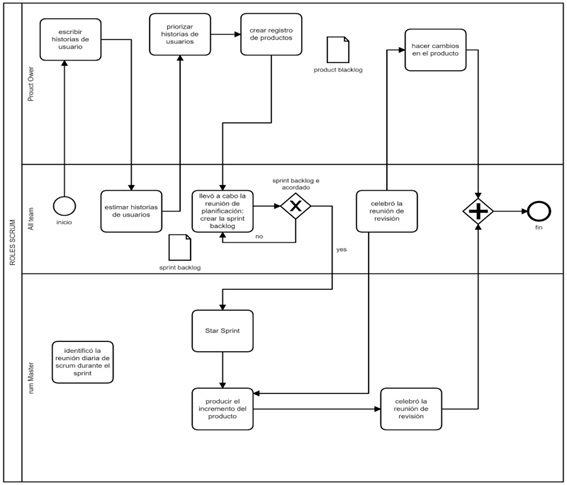 ROLES SCRUM
Prouct Ower
escribir
historias de
usuario
priorizar
historias de
usuarios
crear registro
de productos
product blacklog
hacer cambios
en el producto
All team
inicio
estimar historias
de usuarios
sprint backlog
llevó a cabo la
reunión de
planificación:
crear la sprint
backlog
sprint backlog e
acordado
no
yes
celebró la
reunión de
revisión
fin
rum Master
identificó la
reunión diaria de
scrum durante el
sprint
Star Sprint
producir el
incremento del
producto
celebró la
reunión de
revisión